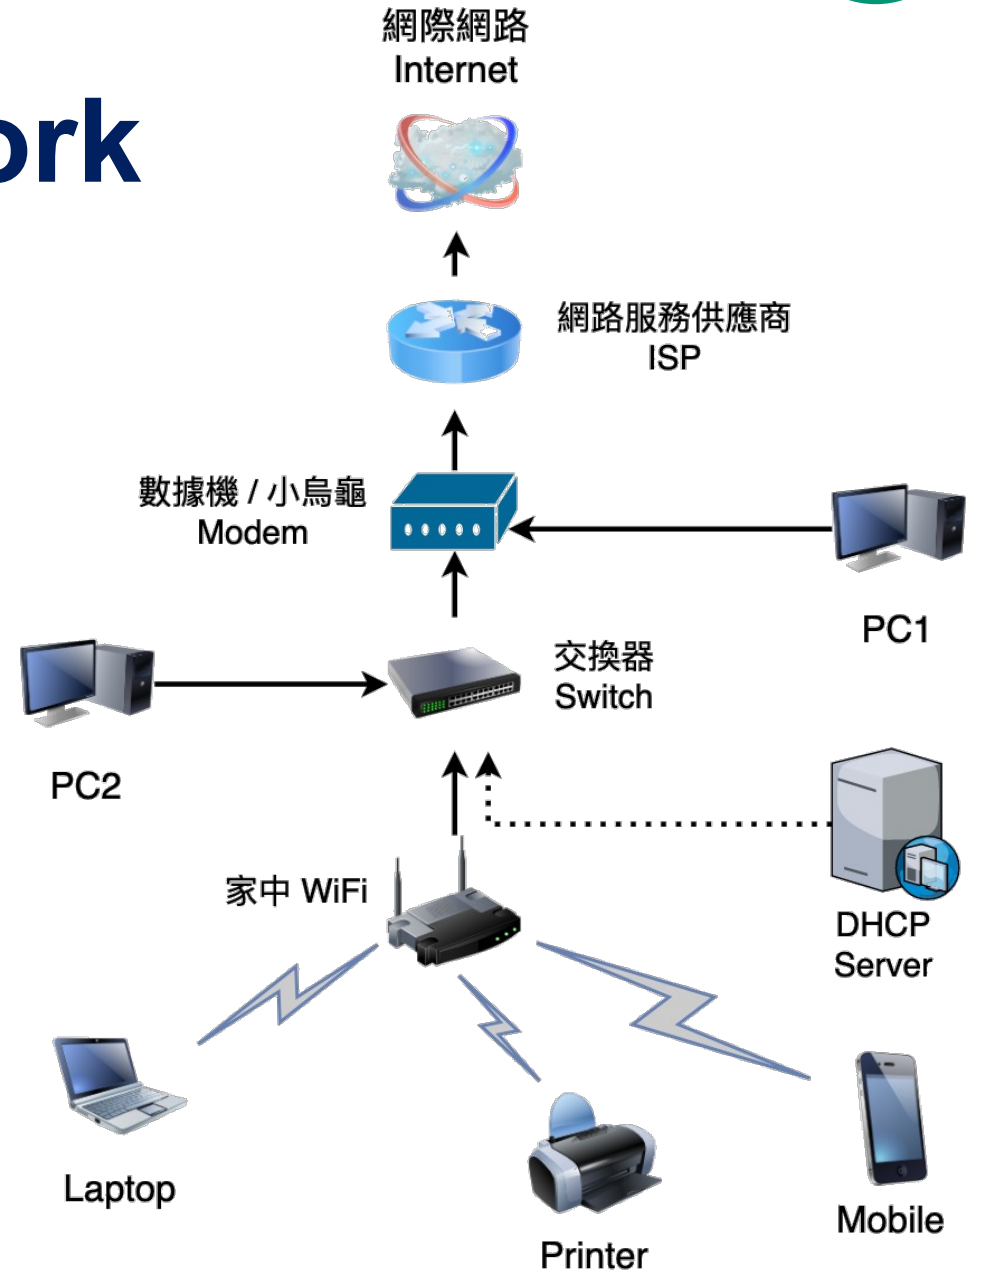 網際網路
Internet
ork
網路服務供應商
ISP
數據機 / 小烏龜
Modem
PC1
交換器
Switch
PC2
家中 WiFi
DHCP
Server
Laptop
Printer
Mobile